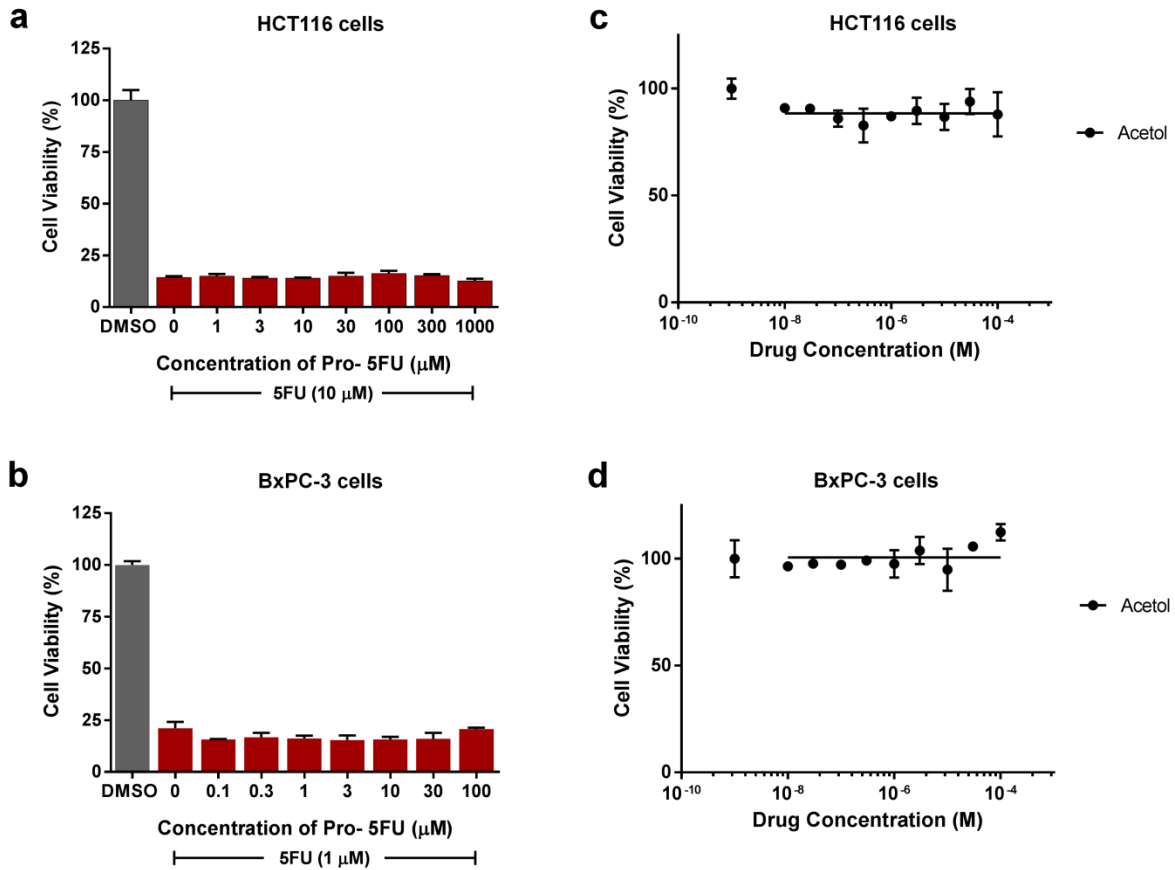 a
HCT116 cells
Cell Viability (%)
125
100
75
50
25
0
DMSO 0 1 3 10 30 100 300 1000
Concentration of Pro- 5FU (μM)
5FU (10 μM)
c
HCT116 cells
Cell Viability (%)
100
50
0
10⁻¹⁰ 10⁻⁸ 10⁻⁶ 10⁻⁴
Drug Concentration (M)
Acetol
b
BxPC-3 cells
Cell Viability (%)
125
100
75
50
25
0
DMSO 0 0.1 0.3 1 3 10 30 100
Concentration of Pro- 5FU (μM)
5FU (1 μM)
d
BxPC-3 cells
Cell Viability (%)
100
50
0
10⁻¹⁰ 10⁻⁸ 10⁻⁶ 10⁻⁴
Drug Concentration (M)
Acetol